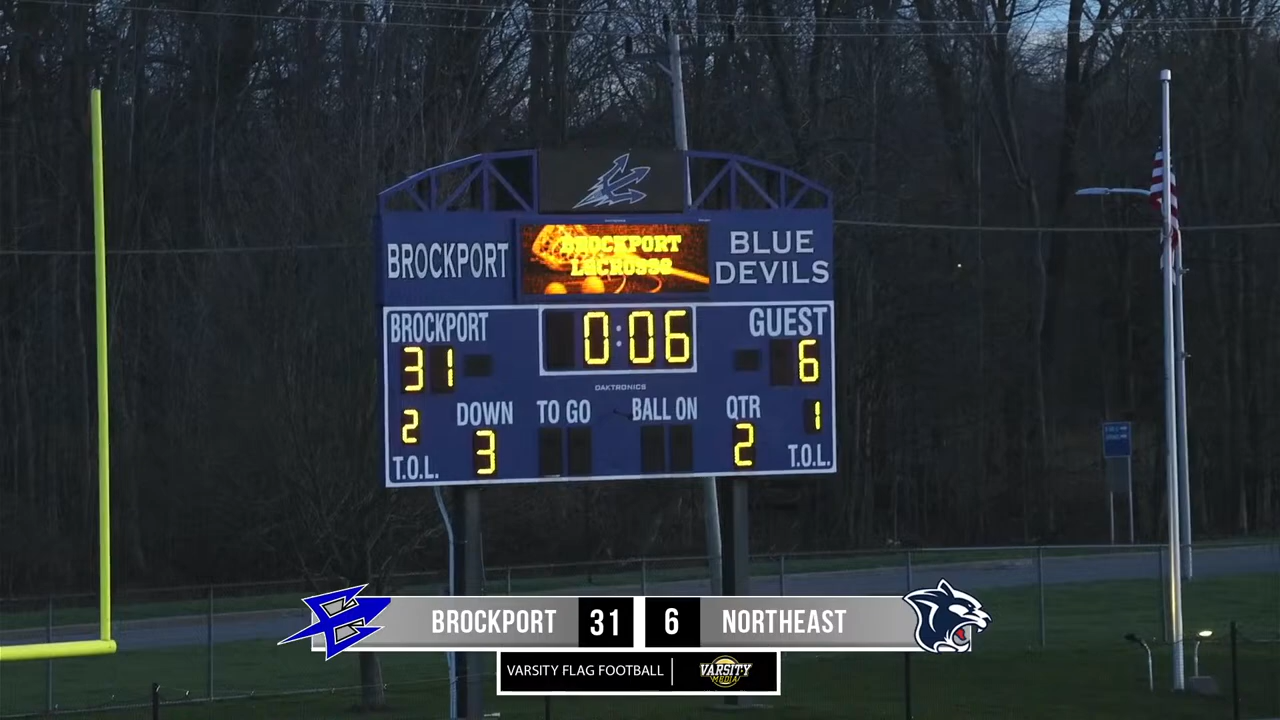 BROCKPORT
BROCKPORT
LACROSSE
BLUE
DEVILS
BROCKPORT
0:06
GUEST
31
6
DAKTRONICS
2
DOWN
TO GO
BALL ON
QTR
1
T.O.L.
3
2
T.O.L.
BROCKPORT 31 6 NORTHEAST
VARSITY FLAG FOOTBALL
VARSITY
MEDIA